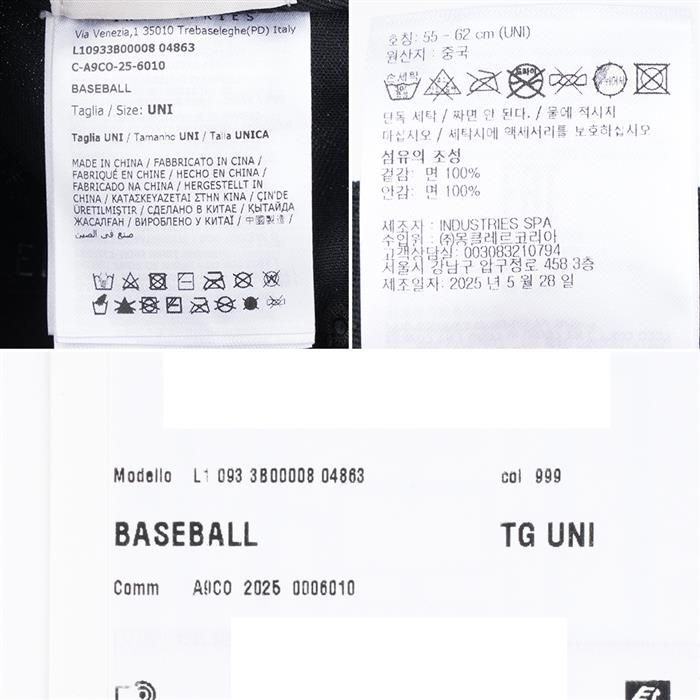 INDUSTRIES
Via Venezia,1 35010 Trebaseleghe(PD) Italy
L10933B00008 04863
C-A9CO-25-6010
BASEBALL
Taglia / Size: UNI
Taglia UNI / Tamanho UNI / Talla UNICA
MADE IN CHINA / FABBRICATO IN CINA /
FABRIQUÉ EN CHINE / HECHO EN CHINA /
FABRICADO NA CHINA / HERGESTELLT IN
CHINA / ΚΑΤΑΣΚΕΥΑΖΕΤΑΙ ΣΤΗΝ ΚΙΝΑ / ÇIN'DE
ÜRETILMIŞTIR / СДЕЛАНО В КИТАЕ / ҚЫТАЙДА
ЖАСАЛҒАН / ВИРОБЛЕНО У КИТАЇ / 中國製造 /
صنع في الصين
호칭: 55 - 62 cm (UNI)
원산지 : 중국
손세탁
드라이
단독 세탁 / 짜면 안 된다. / 물에 적시지
마십시오 / 세탁시에 액세서리를 보호하십시오
섬유의 조성
겉감: 면 100%
안감: 면 100%
제조자 : INDUSTRIES SPA
수입원 : (주)몽클레르코리아
고객상담실: 003083210794
서울시 강남구 압구정로 458 3층
제조일자: 2025 년 5 월 28 일
Modello L1 093 3B00008 04863 col 999
BASEBALL TG UNI
Comm A9CO 2025 0006010